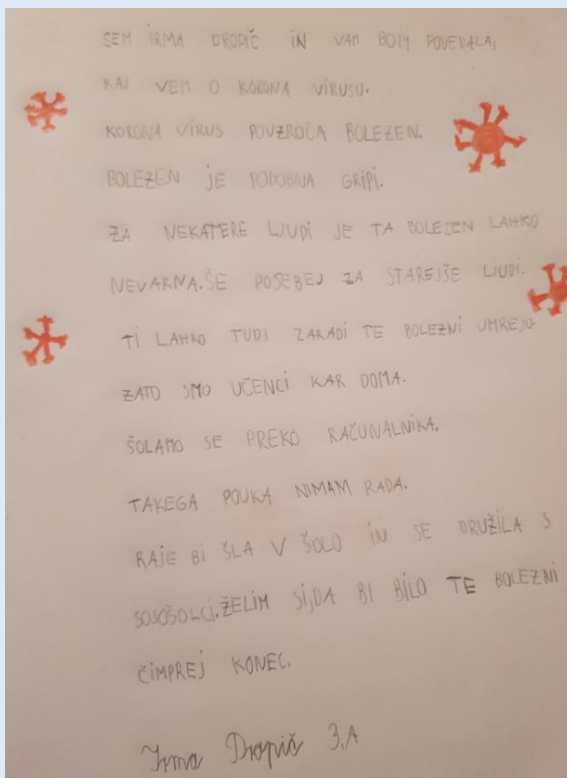 SEM IRMA DROPIČ IN VAM BOM POVEDALA,
KAJ VEM O KORONA VIRUSU.
KORONA VIRUS POVZROČA BOLEZEN.
BOLEZEN JE PODOBNA GRIPI.
ZA NEKATERE LJUDI JE TA BOLEZEN LAHKO
NEVARNA.ŠE POSEBEJ ZA STAREJŠE LJUDI.
TI LAHKO TUDI ZARADI TE BOLEZNI UMREJO
ZATO SMO UČENCI KAR DOMA.
ŠOLAMO SE PREKO RAČUNALNIKA.
TAKEGA POUKA NIMAM RADA.
RAJE BI ŠLA V ŠOLO IN SE DRUŽILA S
SOŠOŠOLCI.ŽELIM SI,DA BI BILO TE BOLEZNI
ČIMPREJ KONEC.
Irma Dropič 3.A